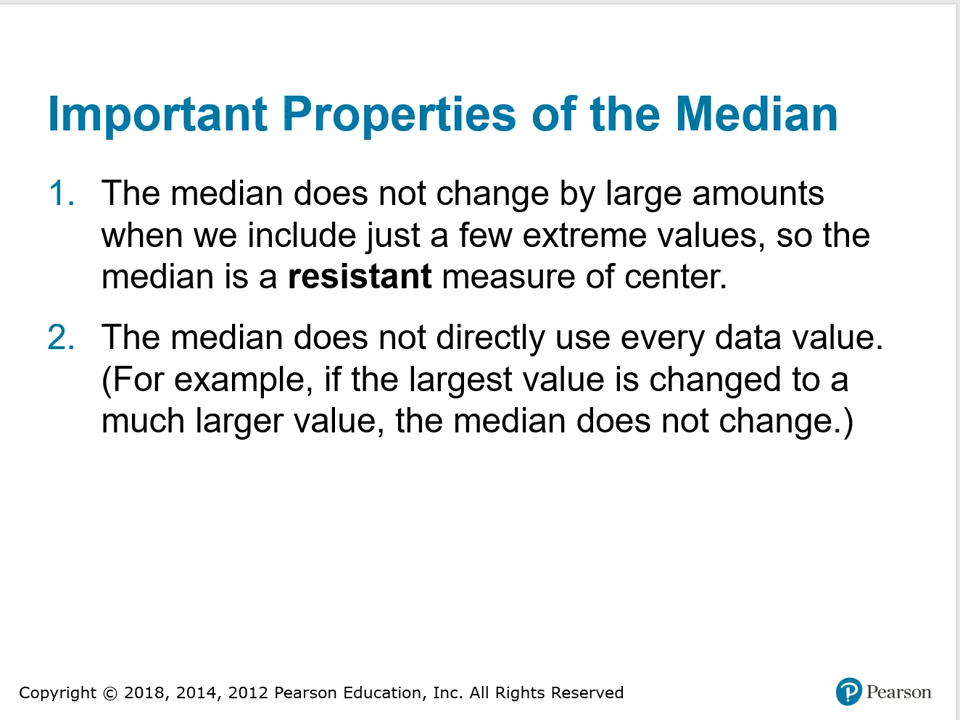 Important Properties of the Median
1. The median does not change by large amounts
when we include just a few extreme values, so the
median is a resistant measure of center.
2. The median does not directly use every data value.
(For example, if the largest value is changed to a
much larger value, the median does not change.)
Copyright © 2018, 2014, 2012 Pearson Education, Inc. All Rights Reserved
P Pearson